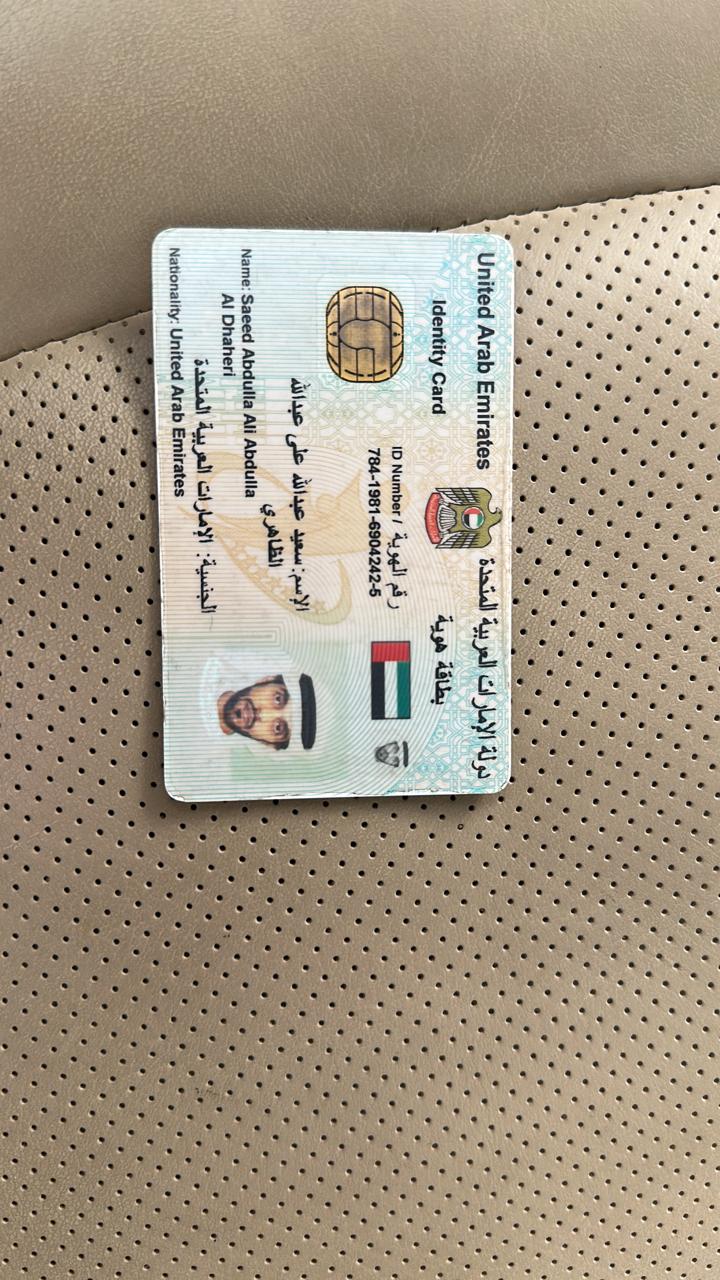 United Arab Emirates
دولة الإمارات العربية المتحدة
Identity Card
بطاقة هوية
ID Number / رقم الهوية
784-1981-6904242-5
الإسم: سعيد عبدالله على عبدالله
الظاهري
Name: Saeed Abdulla Ali Abdulla
Al Dhaheri
الجنسية: الإمارات العربية المتحدة
Nationality: United Arab Emirates